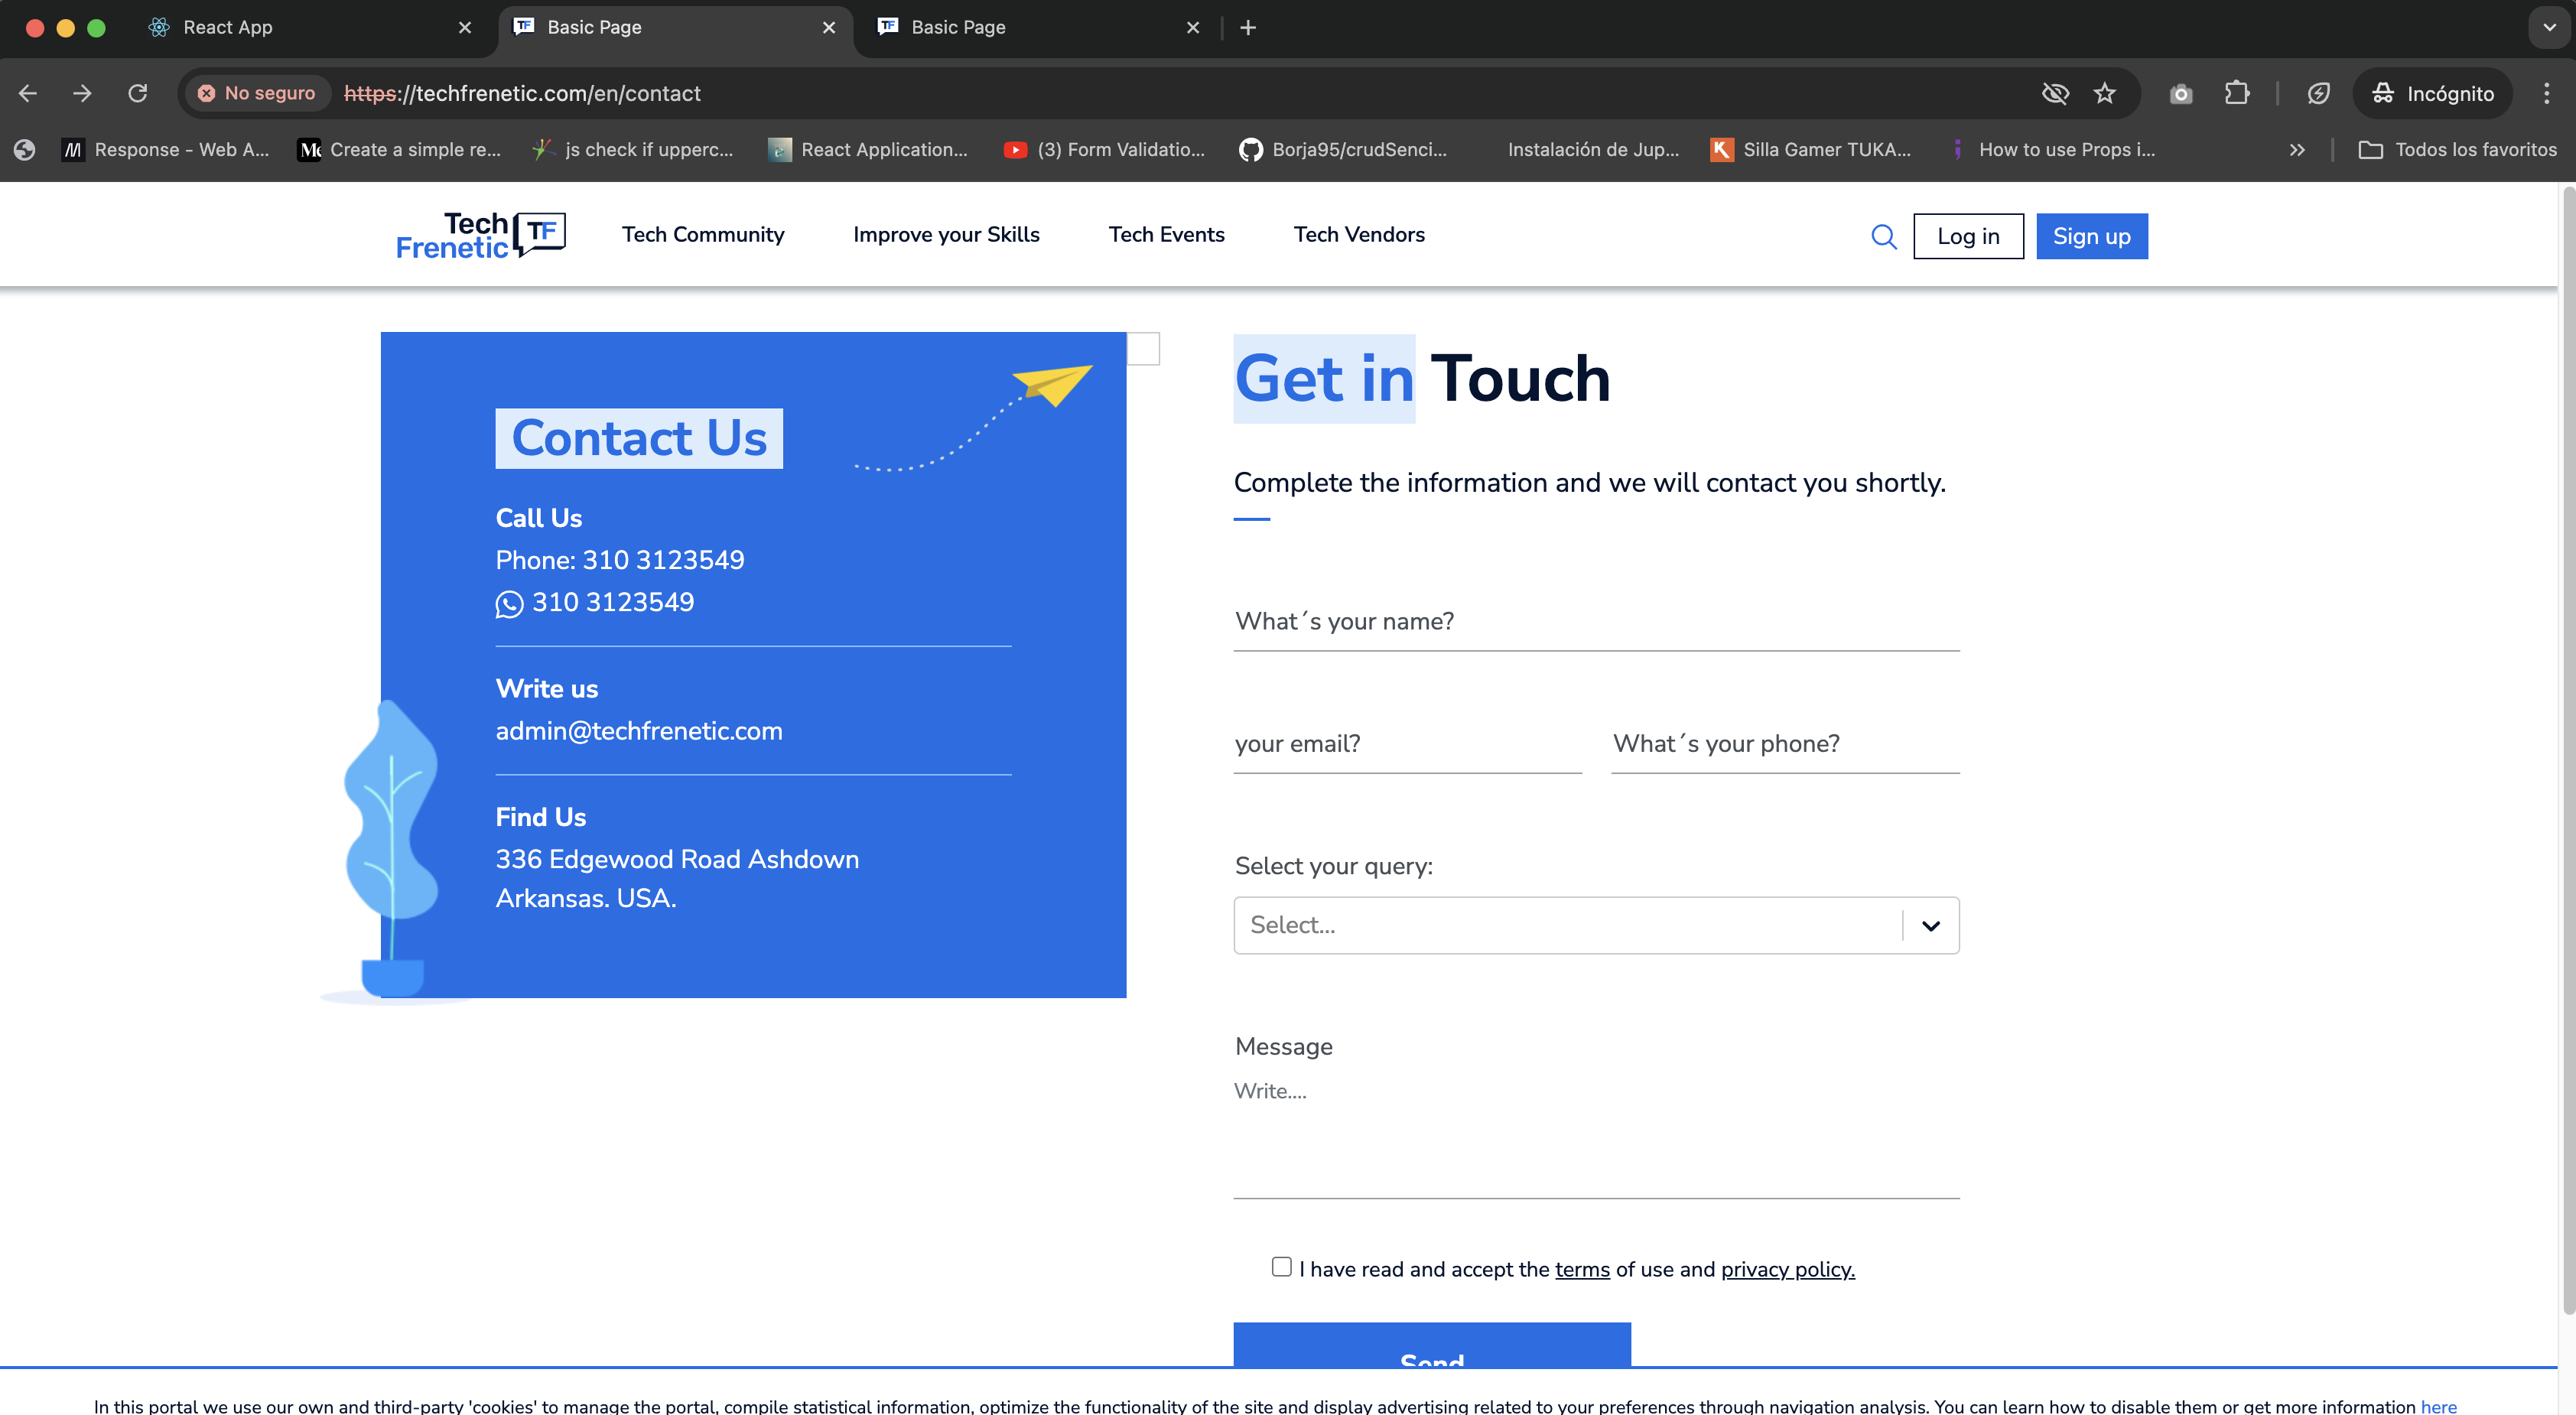 React App
Basic Page
Basic Page
No seguro
https://techfrenetic.com/en/contact
Incógnito
Response - Web A...
Create a simple re...
js check if upperc...
React Application...
(3) Form Validatio...
Borja95/crudSenci...
Instalación de Jup...
Silla Gamer TUKA...
How to use Props i...
Todos los favoritos
Tech
Frenetic
TF
Tech Community
Improve your Skills
Tech Events
Tech Vendors
Log in
Sign up
Contact Us
Call Us
Phone: 310 3123549
310 3123549
Write us
admin@techfrenetic.com
Find Us
336 Edgewood Road Ashdown
Arkansas. USA.
Get in Touch
Complete the information and we will contact you shortly.
What´s your name?
your email?
What´s your phone?
Select your query:
Select...
Message
Write....
I have read and accept the terms of use and privacy policy.
Send
In this portal we use our own and third-party 'cookies' to manage the portal, compile statistical information, optimize the functionality of the site and display advertising related to your preferences through navigation analysis. You can learn how to disable them or get more information here